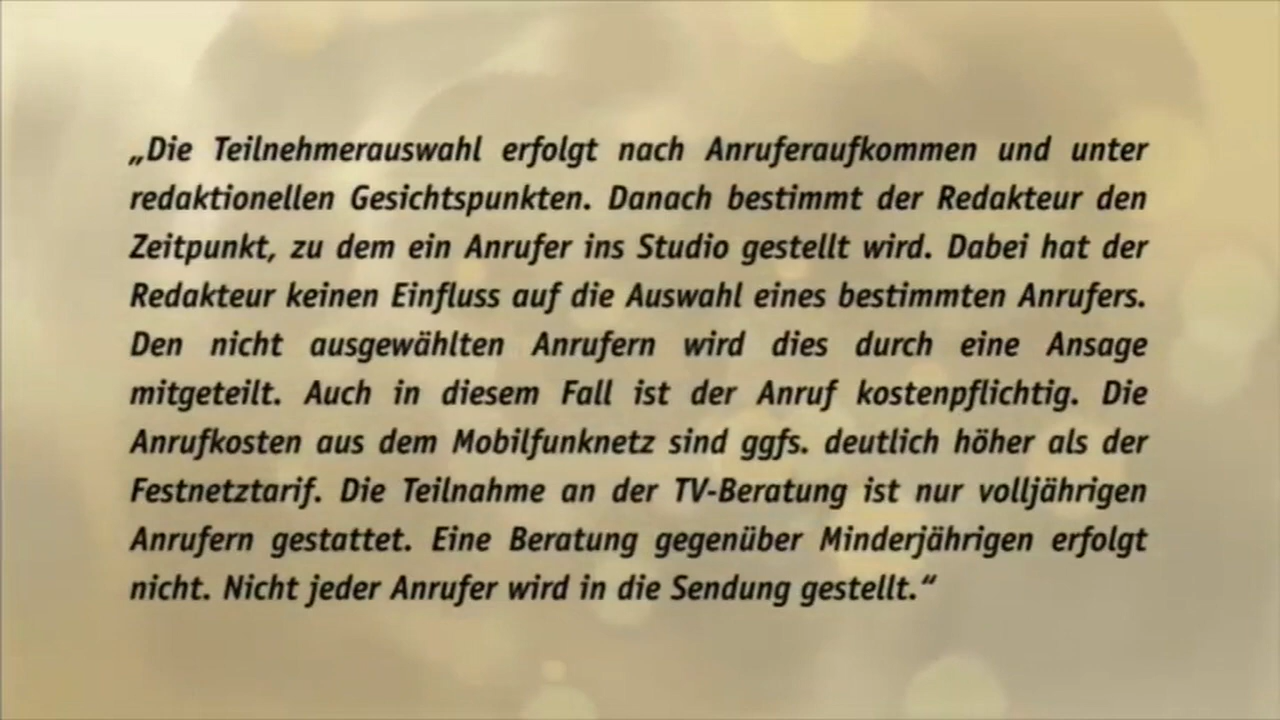 „Die Teilnehmerauswahl erfolgt nach Anruferaufkommen und unter
redaktionellen Gesichtspunkten. Danach bestimmt der Redakteur den
Zeitpunkt, zu dem ein Anrufer ins Studio gestellt wird. Dabei hat der
Redakteur keinen Einfluss auf die Auswahl eines bestimmten Anrufers.
Den nicht ausgewählten Anrufern wird dies durch eine Ansage
mitgeteilt. Auch in diesem Fall ist der Anruf kostenpflichtig. Die
Anrufkosten aus dem Mobilfunknetz sind ggfs. deutlich höher als der
Festnetztarif. Die Teilnahme an der TV-Beratung ist nur volljährigen
Anrufern gestattet. Eine Beratung gegenüber Minderjährigen erfolgt
nicht. Nicht jeder Anrufer wird in die Sendung gestellt.“